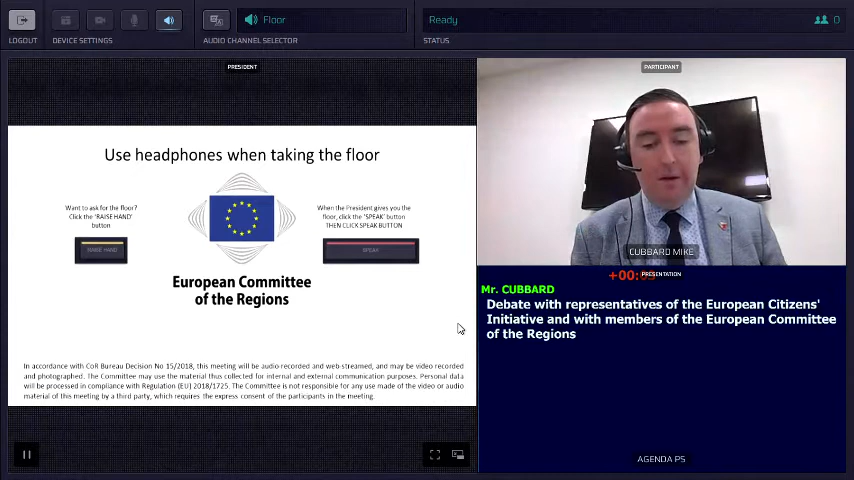 LOGOUT
DEVICE SETTINGS
Floor
AUDIO CHANNEL SELECTOR
Ready
STATUS
0
PRESIDENT
Use headphones when taking the floor
Want to ask for the floor?
Click the 'RAISE HAND'
button
RAISE HAND
When the President gives you the
floor, click the 'SPEAK' button
THEN CLICK SPEAK BUTTON
SPEAK
European Committee
of the Regions
In accordance with CoR Bureau Decision No 15/2018, this meeting will be audio recorded and web-streamed, and may be video recorded
and photographed. The Committee may use the material thus collected for internal and external communication purposes. Personal data
will be processed in compliance with Regulation (EU) 2018/1725. The Committee is not responsible for any use made of the video or audio
material of this meeting by a third party, which requires the express consent of the participants in the meeting.
PARTICIPANT
CUBBARD MIKE
PRESENTATION
Mr. CUBBARD
Debate with representatives of the European Citizens'
Initiative and with members of the European Committee
of the Regions
AGENDA PS